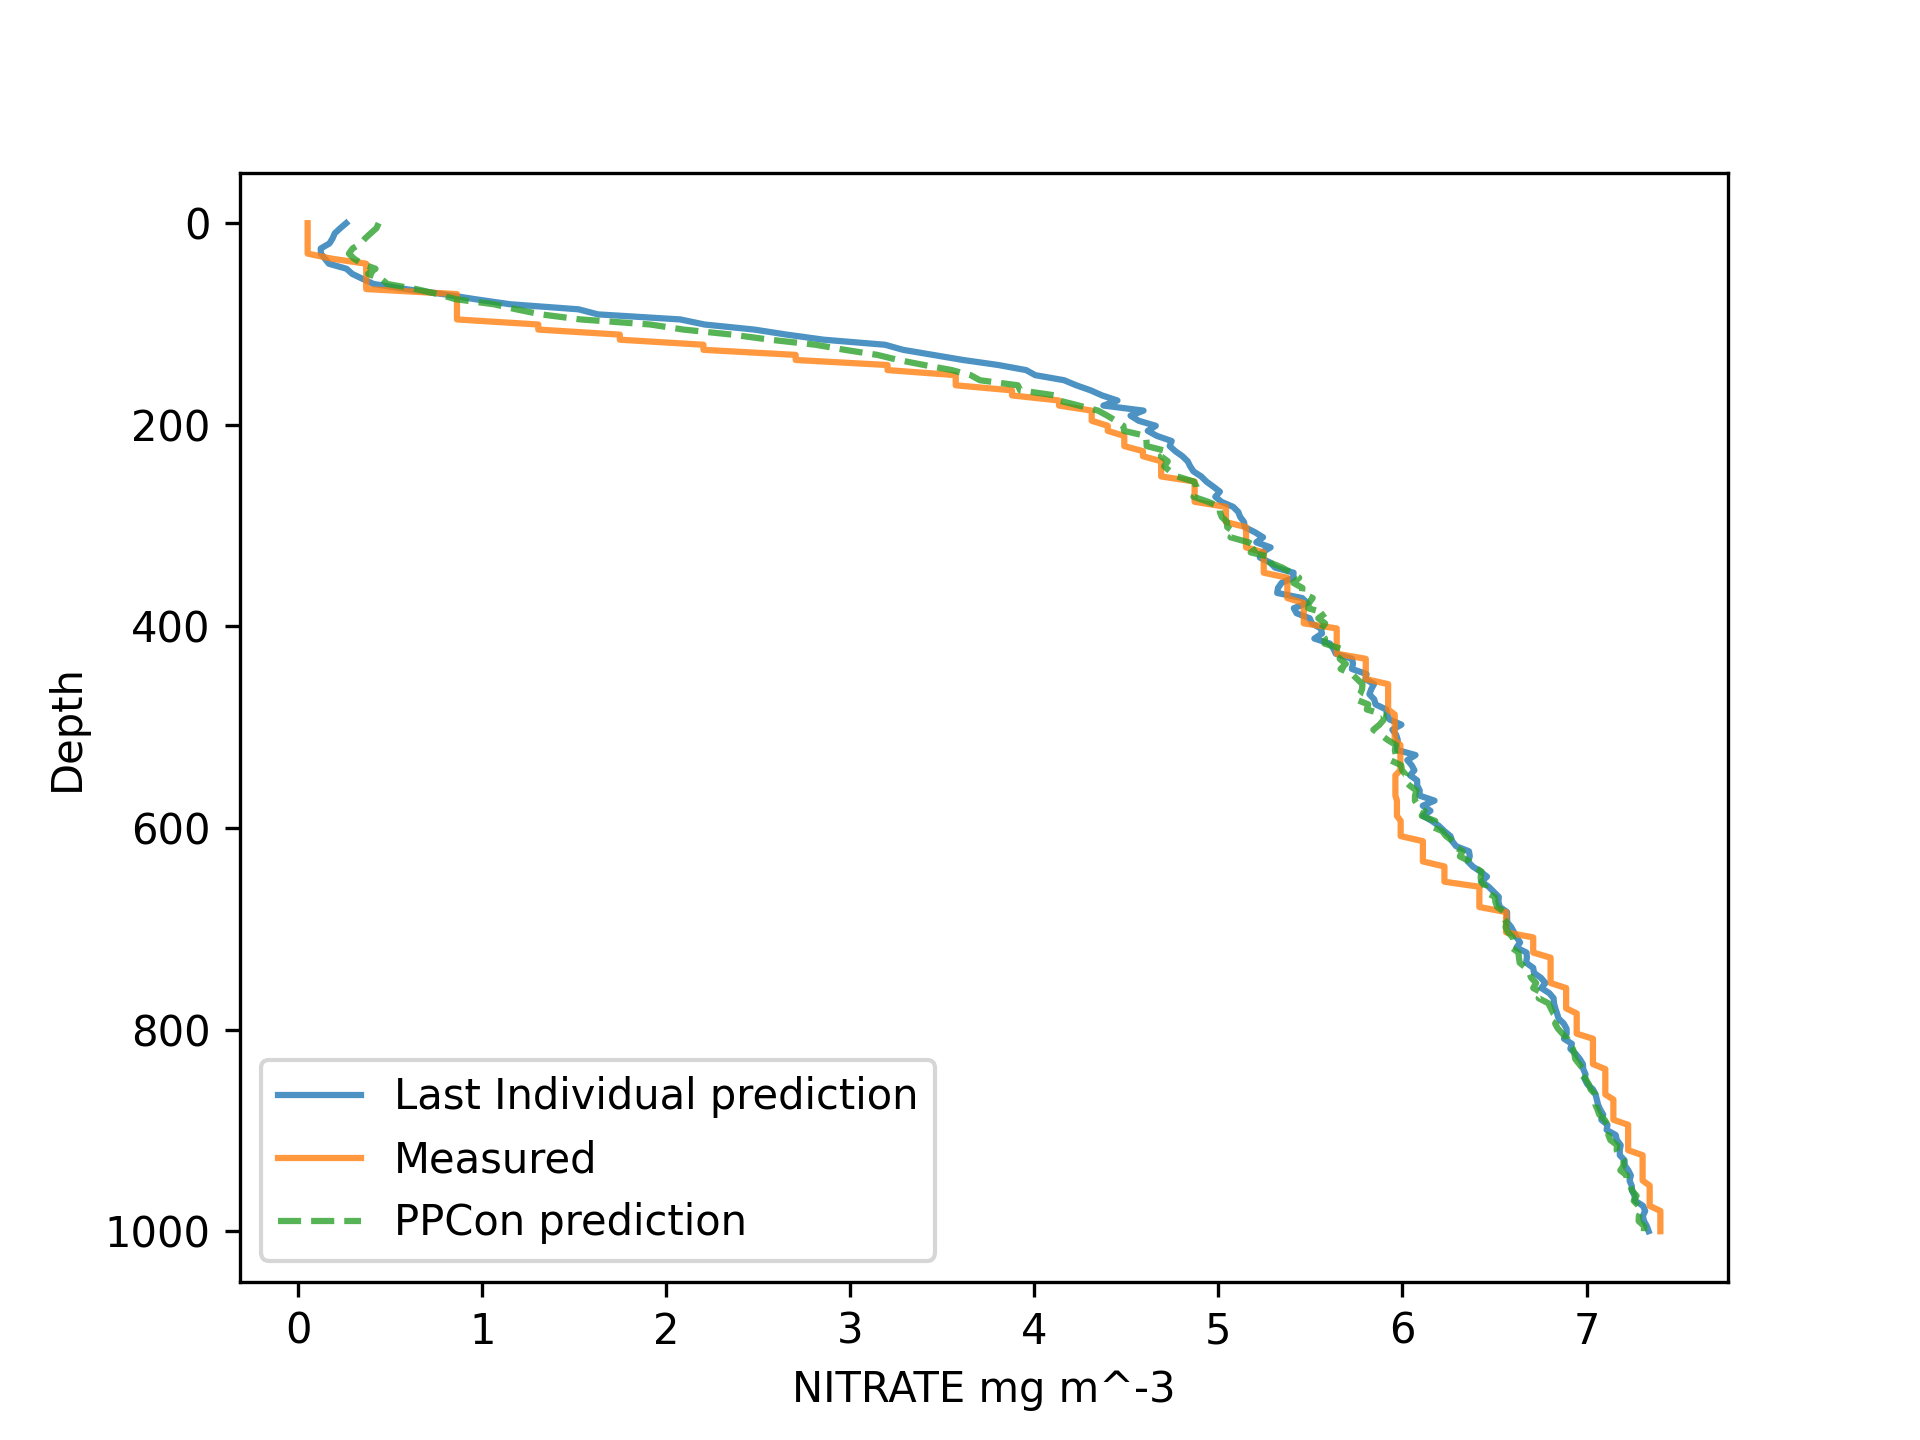 0
200
400
600
800
1000
Depth
Last Individual prediction
Measured
PPCon prediction
0 1 2 3 4 5 6 7
NITRATE mg m^-3